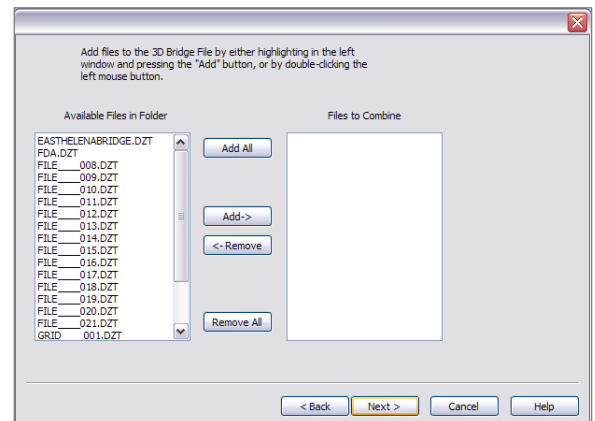 Add files to the 3D Bridge File by either highlighting in the left
window and pressing the "Add" button, or by double-clicking the
left mouse button.
Available Files in Folder
Files to Combine
EASTHELENABRIDGE.DZT
FDA.DZT
FILE____008.DZT
FILE____009.DZT
FILE____010.DZT
FILE____011.DZT
FILE____012.DZT
FILE____013.DZT
FILE____014.DZT
FILE____015.DZT
FILE____016.DZT
FILE____017.DZT
FILE____018.DZT
FILE____019.DZT
FILE____020.DZT
FILE____021.DZT
GRID____001.DZT
Add All
Add->
<- Remove
Remove All
< Back
Next >
Cancel
Help